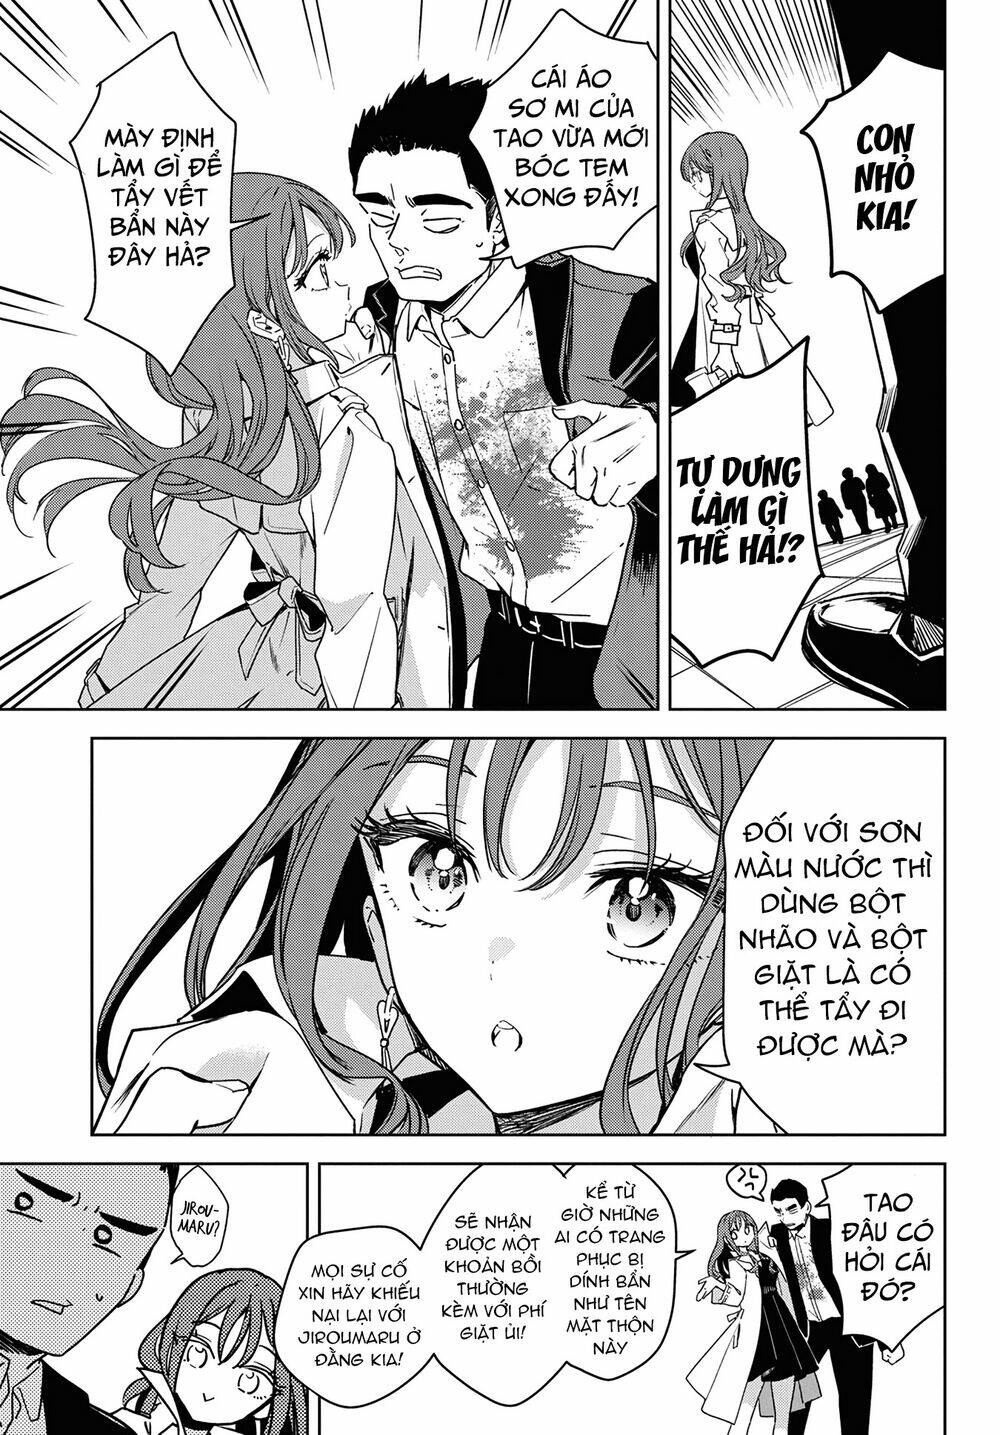 CON
NHỎ
KIA!
TỰ DƯNG
LÀM GÌ
THẾ HẢ!?
CÁI ÁO
SƠ MI CỦA
TAO VỪA MỚI
BÓC TEM
XONG ĐẤY!
MÀY ĐỊNH
LÀM GÌ ĐỂ
TẨY VẾT
BẨN NÀY
ĐÂY HẢ?
ĐỐI VỚI SƠN
MÀU NƯỚC THÌ
DÙNG BỘT
NHÃO VÀ BỘT
GIẶT LÀ CÓ
THỂ TẨY ĐI
ĐƯỢC MÀ?
TAO
ĐÂU CÓ
HỎI CÁI
ĐÓ?
KỂ TỪ
GIỜ NHỮNG
AI CÓ TRANG
PHỤC BỊ
DÍNH BẨN
NHƯ TÊN
MẶT THỘN
NÀY
SẼ NHẬN
ĐƯỢC MỘT
KHOẢN BỒI
THƯỜNG
KÈM VỚI PHÍ
GIẶT ỦI!
MỌI SỰ CỐ
XIN HÃY KHIẾU
NẠI LẠI VỚI
JIROUMARU Ở
ĐẰNG KIA!
JIROU-
MARU?